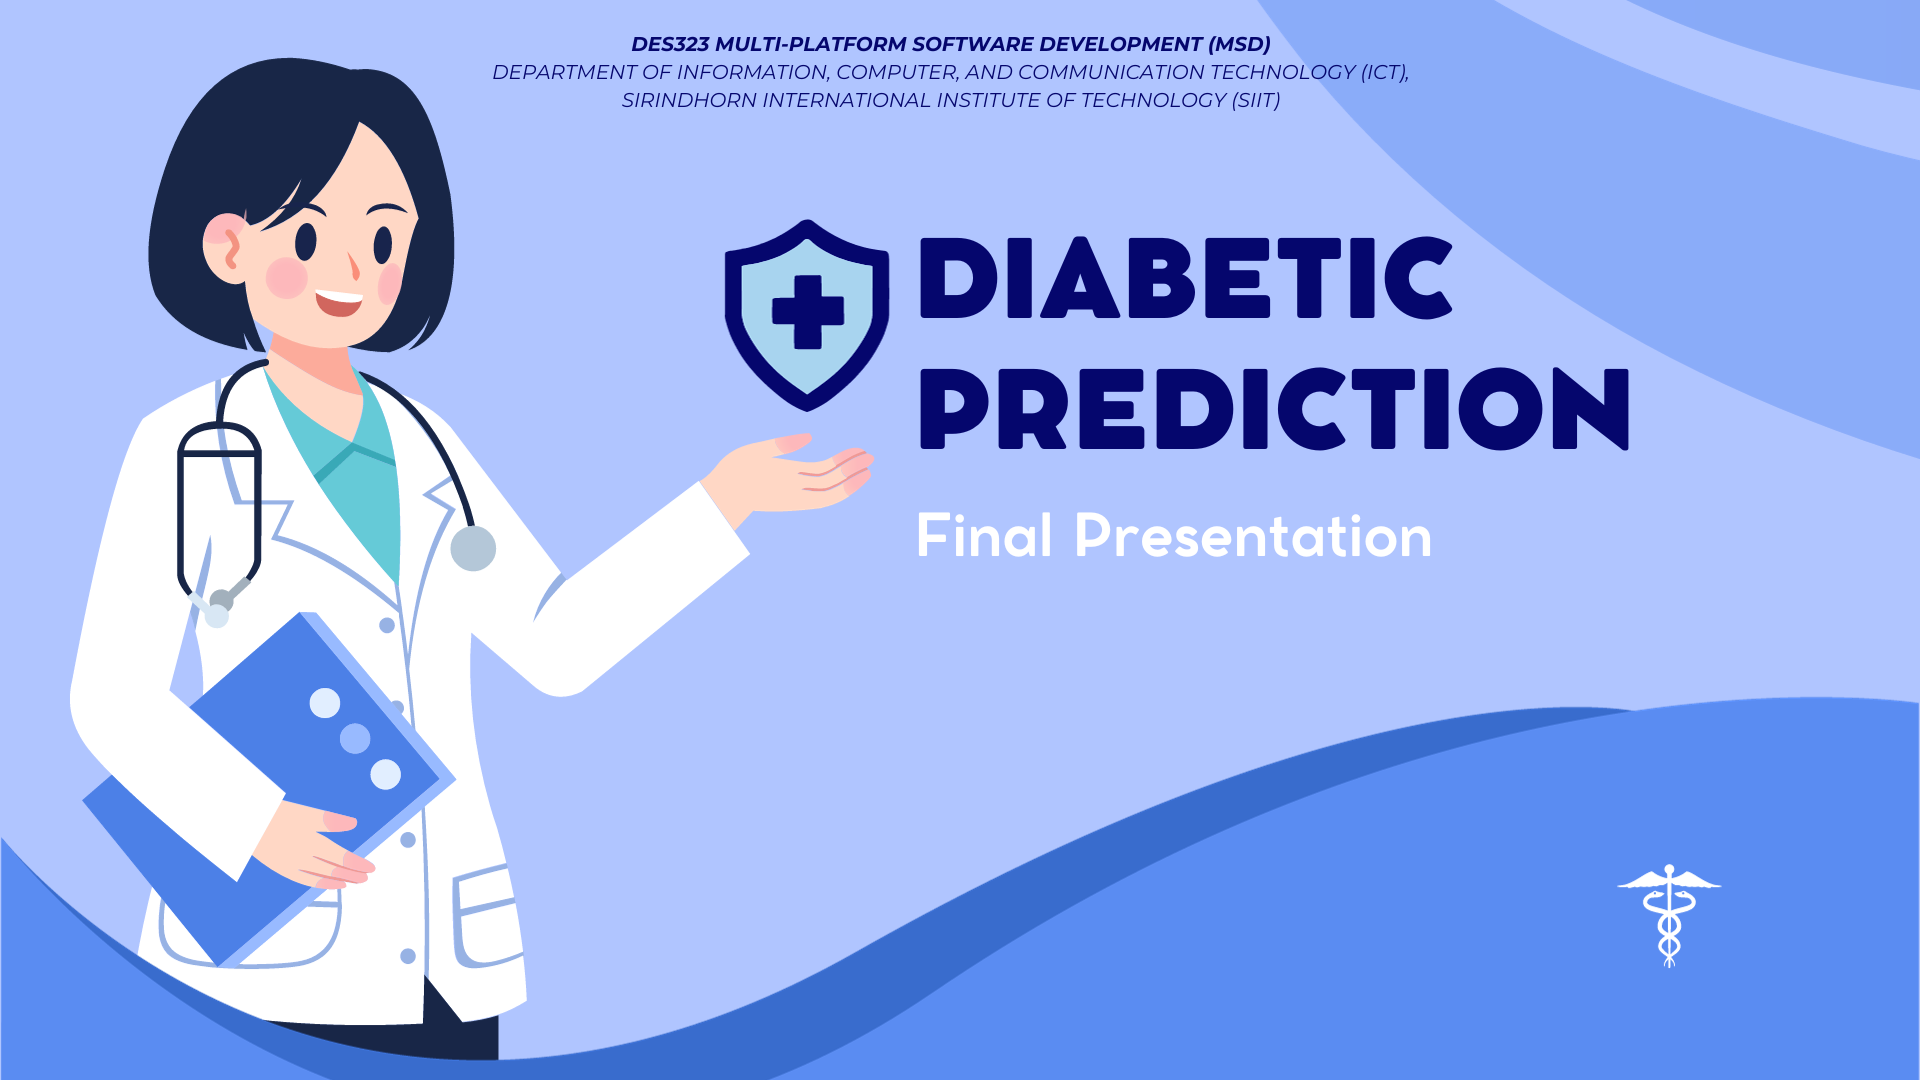 DES323 MULTI-PLATFORM SOFTWARE DEVELOPMENT (MSD)
DEPARTMENT OF INFORMATION, COMPUTER, AND COMMUNICATION TECHNOLOGY (ICT),
SIRINDHORN INTERNATIONAL INSTITUTE OF TECHNOLOGY (SIIT)
DIABETIC
PREDICTION
Final Presentation